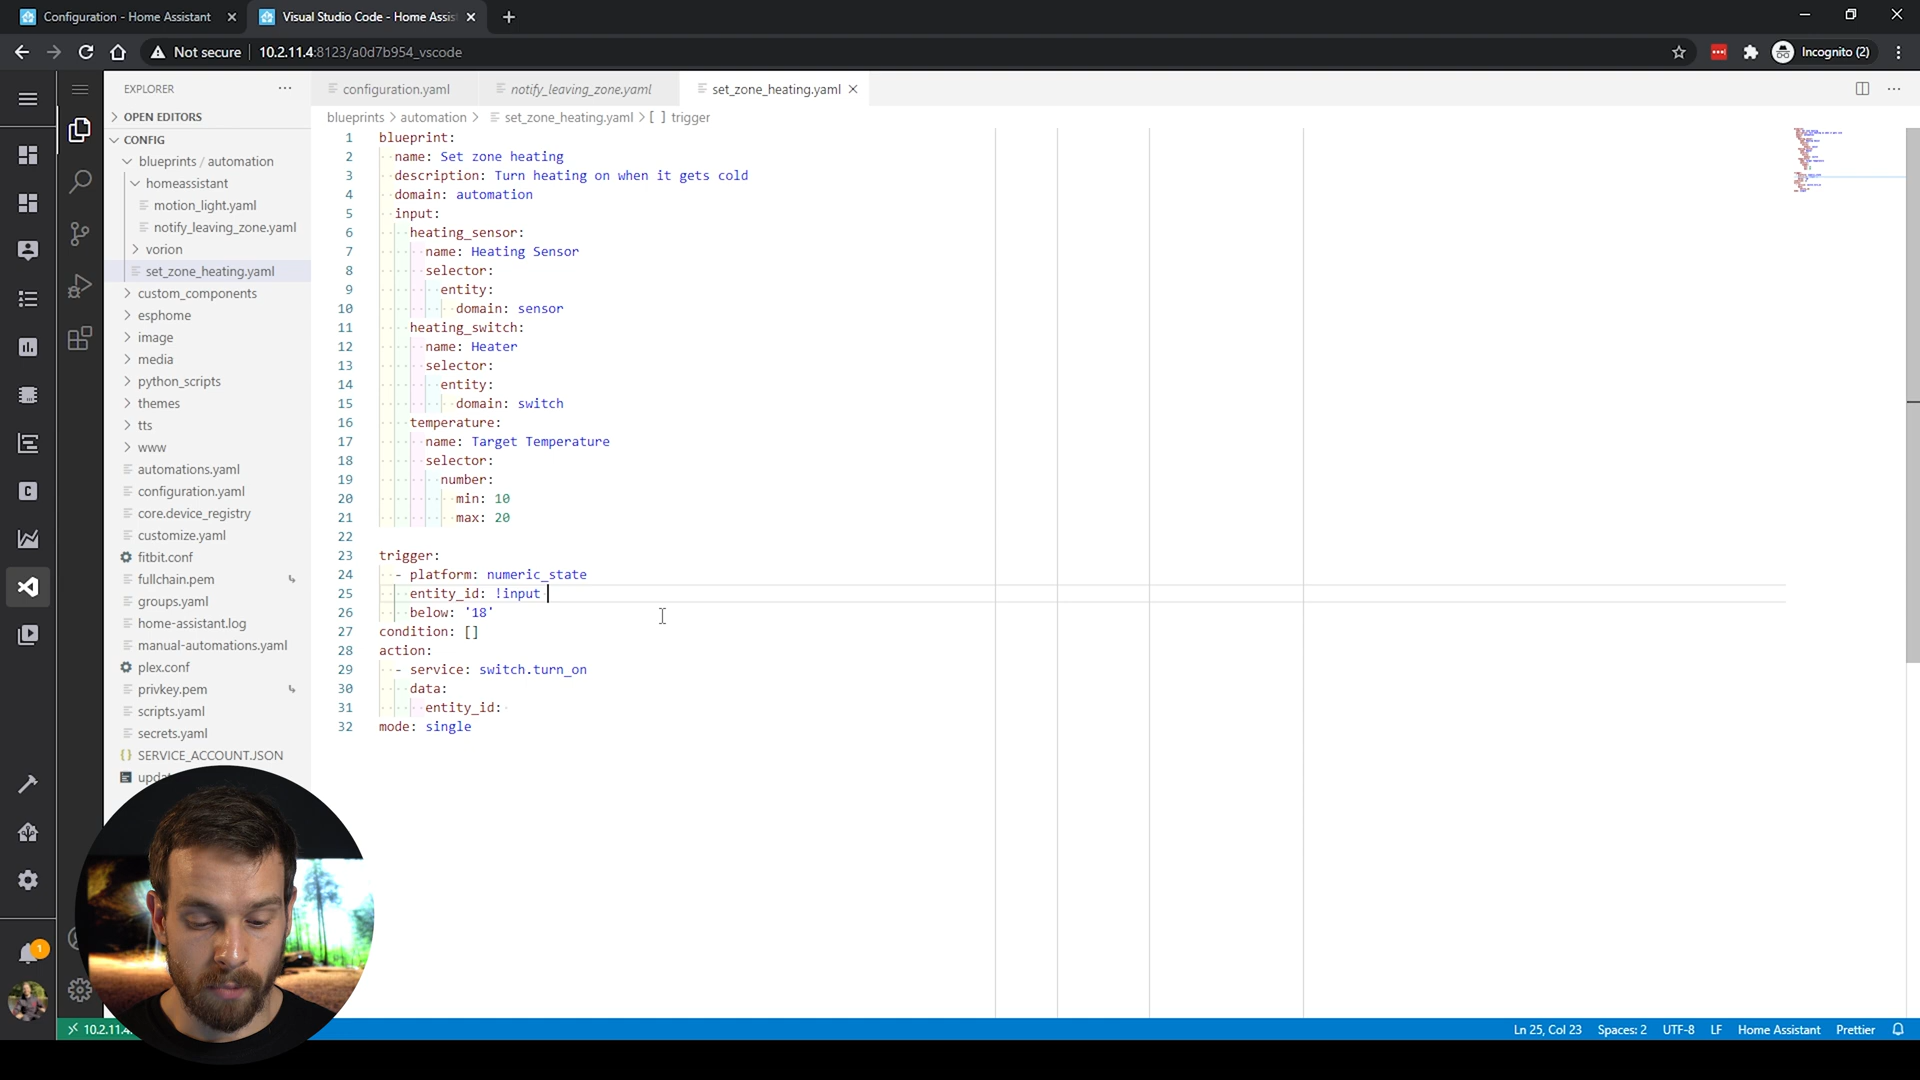 Configuration - Home Assistant
Visual Studio Code - Home Assis
Not secure
10.2.11.4:8123/a0d7b954_vscode
Incognito (2)
EXPLORER
configuration.yaml
notify_leaving_zone.yaml
set_zone_heating.yaml
OPEN EDITORS
CONFIG
blueprints / automation
homeassistant
motion_light.yaml
notify_leaving_zone.yaml
vorion
set_zone_heating.yaml
custom_components
esphome
image
media
python_scripts
themes
tts
www
automations.yaml
configuration.yaml
core.device_registry
customize.yaml
fitbit.conf
fullchain.pem
groups.yaml
home-assistant.log
manual-automations.yaml
plex.conf
privkey.pem
scripts.yaml
secrets.yaml
SERVICE_ACCOUNT.JSON
blueprints > automation > set_zone_heating.yaml > [ ] trigger
1 blueprint:
2 name: Set zone heating
3 description: Turn heating on when it gets cold
4 domain: automation
5 input:
6 heating_sensor:
7 name: Heating Sensor
8 selector:
9 entity:
10 domain: sensor
11 heating_switch:
12 name: Heater
13 selector:
14 entity:
15 domain: switch
16 temperature:
17 name: Target Temperature
18 selector:
19 number:
20 min: 10
21 max: 20
22
23 trigger:
24 - platform: numeric_state
25 entity_id: !input
26 below: '18'
27 condition: []
28 action:
29 - service: switch.turn_on
30 data:
31 entity_id:
32 mode: single
1
10.2.11.4
Ln 25, Col 23
Spaces: 2
UTF-8
LF
Home Assistant
Prettier